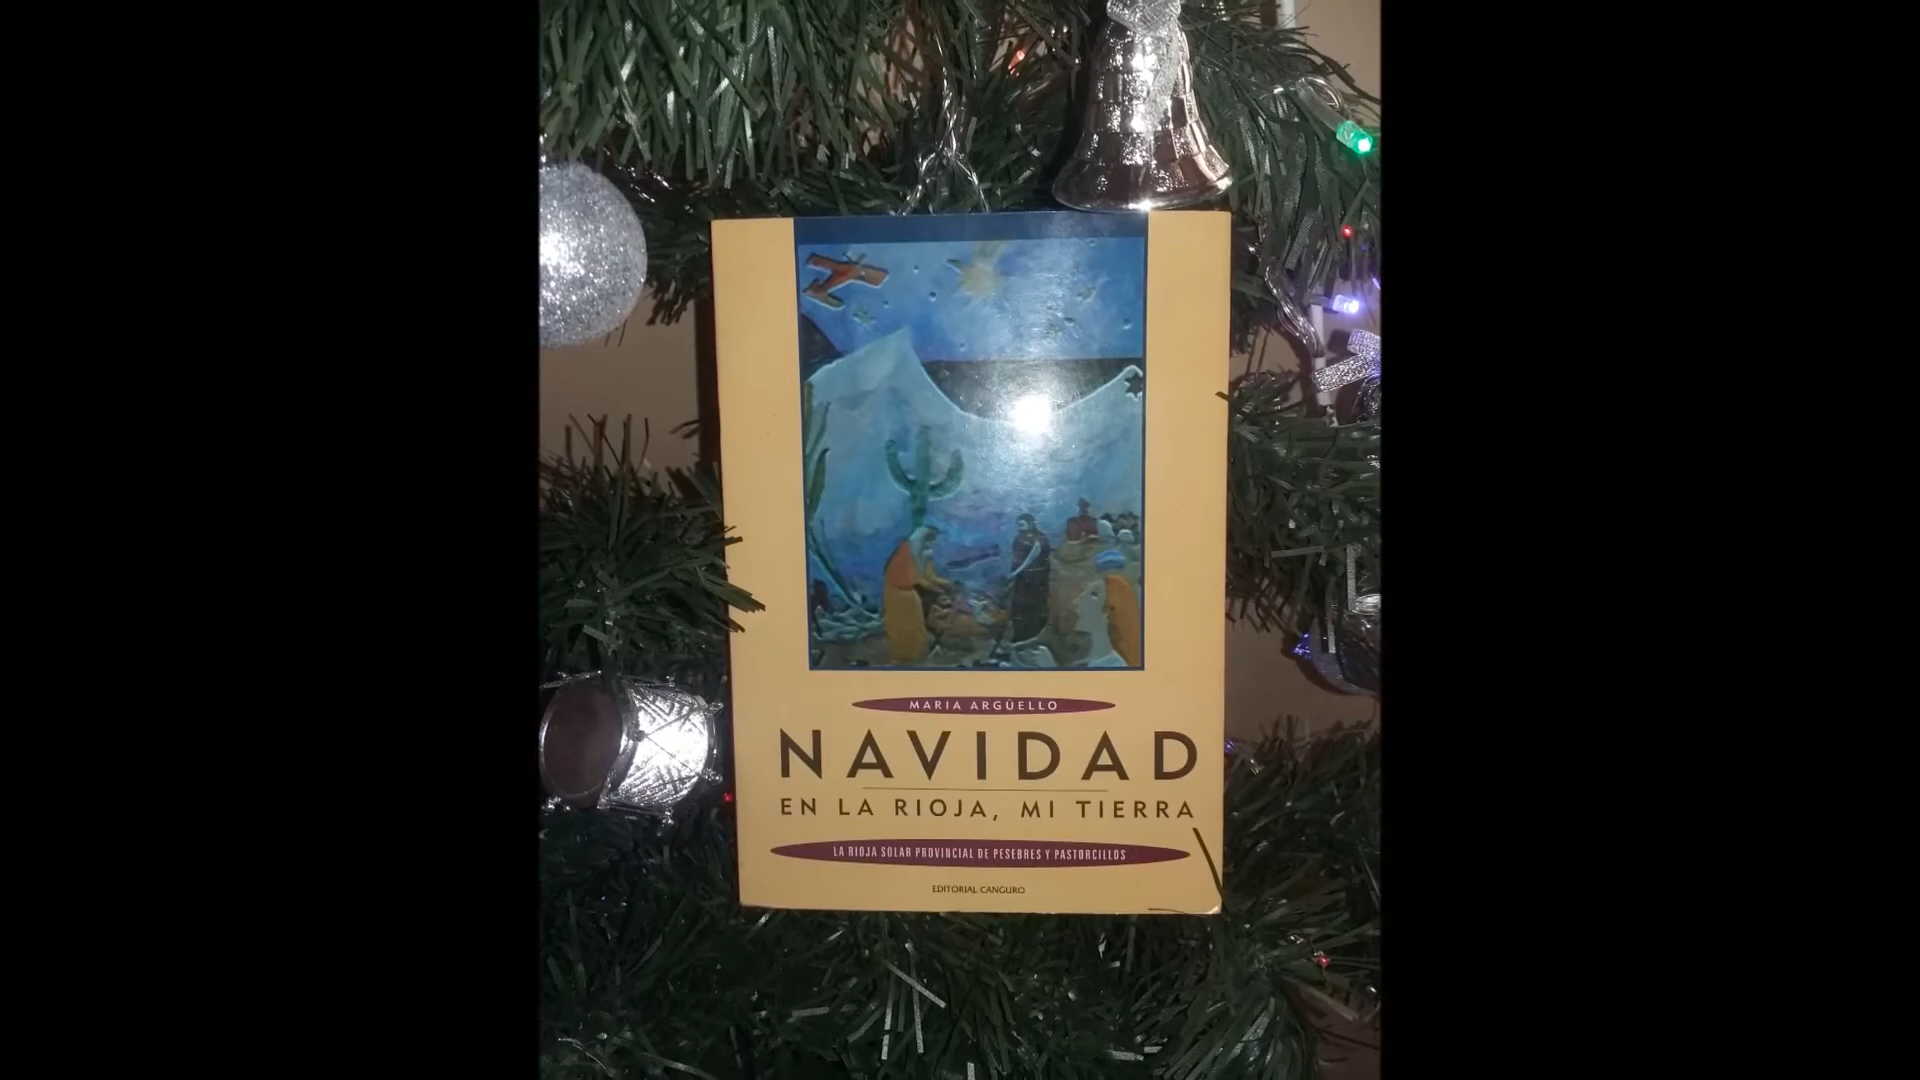 MARIA ARGÜELLO
NAVIDAD
EN LA RIOJA, MI TIERRA
LA RIOJA SOLAR PROVINCIAL DE PESEBRES Y PASTORCILLOS
EDITORIAL CANGURO